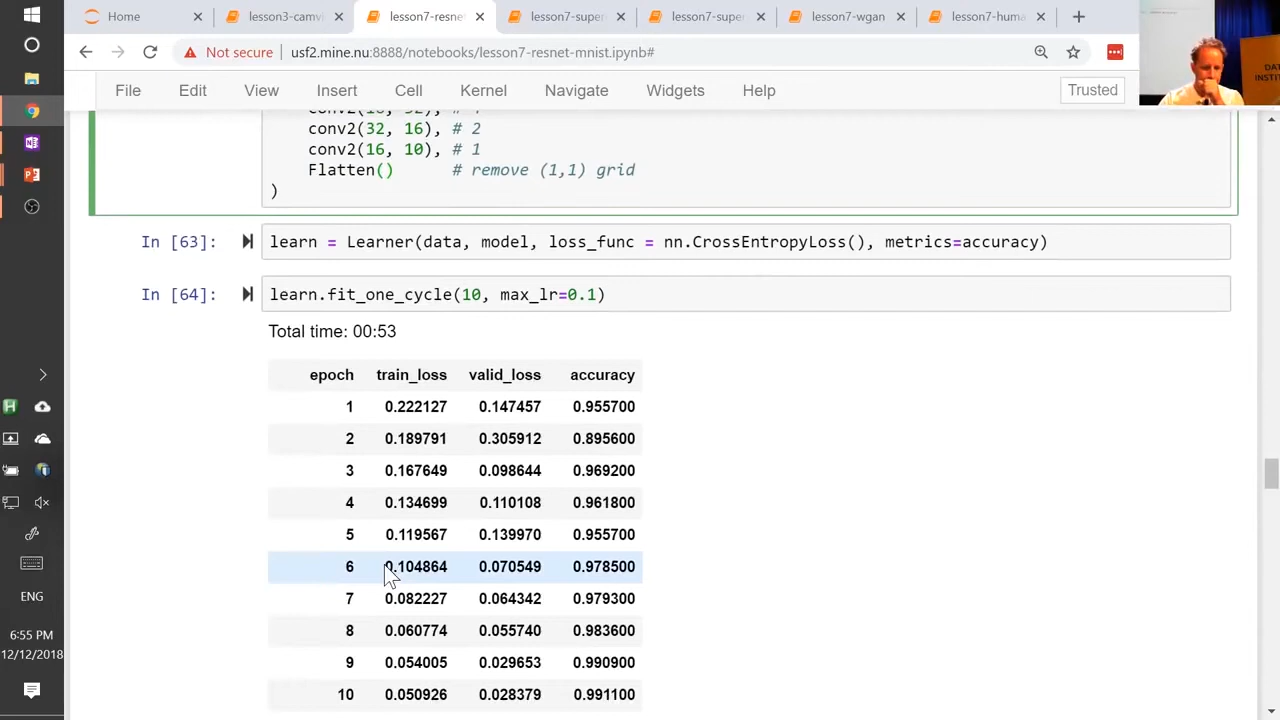 Home
lesson3-camvi
lesson7-resne
lesson7-super
lesson7-super
lesson7-wgan
lesson7-huma
Not secure
usf2.mine.nu:8888/notebooks/lesson7-resnet-mnist.ipynb#
File Edit View Insert Cell Kernel Navigate Widgets Help
Trusted
conv2(32, 16), # 2
conv2(16, 10), # 1
Flatten() # remove (1,1) grid
)
In [63]: learn = Learner(data, model, loss_func = nn.CrossEntropyLoss(), metrics=accuracy)
In [64]: learn.fit_one_cycle(10, max_lr=0.1)
Total time: 00:53
epoch train_loss valid_loss accuracy
1 0.222127 0.147457 0.955700
2 0.189791 0.305912 0.895600
3 0.167649 0.098644 0.969200
4 0.134699 0.110108 0.961800
5 0.119567 0.139970 0.955700
6 0.104864 0.070549 0.978500
7 0.082227 0.064342 0.979300
8 0.060774 0.055740 0.983600
9 0.054005 0.029653 0.990900
10 0.050926 0.028379 0.991100
ENG
6:55 PM
12/12/2018
DAT
INSTIT